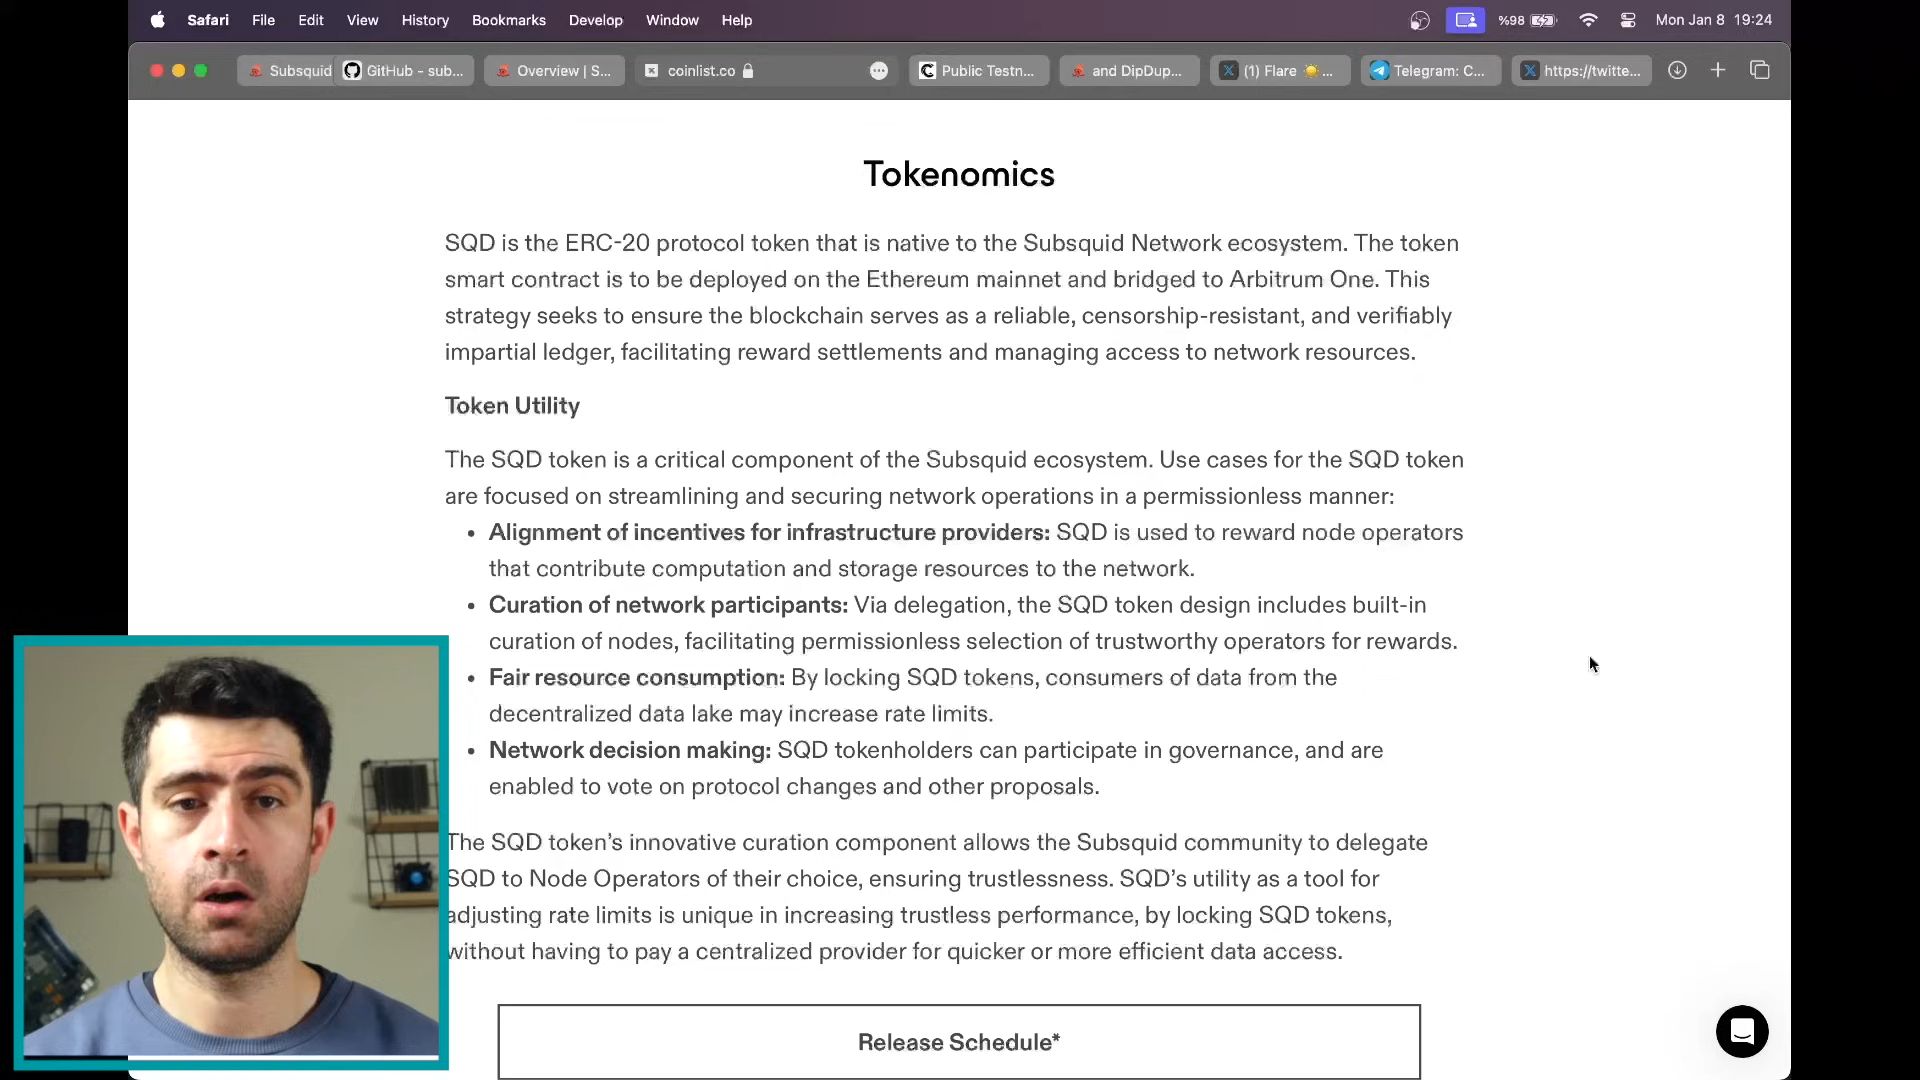 Safari File Edit View History Bookmarks Develop Window Help %98 Mon Jan 8 19:24
Subsquid GitHub - sub... Overview | S... coinlist.co Public Testn... and DipDup... (1) Flare ☀️ ... Telegram: C... https://twitte...
Tokenomics
SQD is the ERC-20 protocol token that is native to the Subsquid Network ecosystem. The token
smart contract is to be deployed on the Ethereum mainnet and bridged to Arbitrum One. This
strategy seeks to ensure the blockchain serves as a reliable, censorship-resistant, and verifiably
impartial ledger, facilitating reward settlements and managing access to network resources.
Token Utility
The SQD token is a critical component of the Subsquid ecosystem. Use cases for the SQD token
are focused on streamlining and securing network operations in a permissionless manner:
• Alignment of incentives for infrastructure providers: SQD is used to reward node operators
that contribute computation and storage resources to the network.
• Curation of network participants: Via delegation, the SQD token design includes built-in
curation of nodes, facilitating permissionless selection of trustworthy operators for rewards.
• Fair resource consumption: By locking SQD tokens, consumers of data from the
decentralized data lake may increase rate limits.
• Network decision making: SQD tokenholders can participate in governance, and are
enabled to vote on protocol changes and other proposals.
The SQD token’s innovative curation component allows the Subsquid community to delegate
SQD to Node Operators of their choice, ensuring trustlessness. SQD’s utility as a tool for
adjusting rate limits is unique in increasing trustless performance, by locking SQD tokens,
without having to pay a centralized provider for quicker or more efficient data access.
Release Schedule*